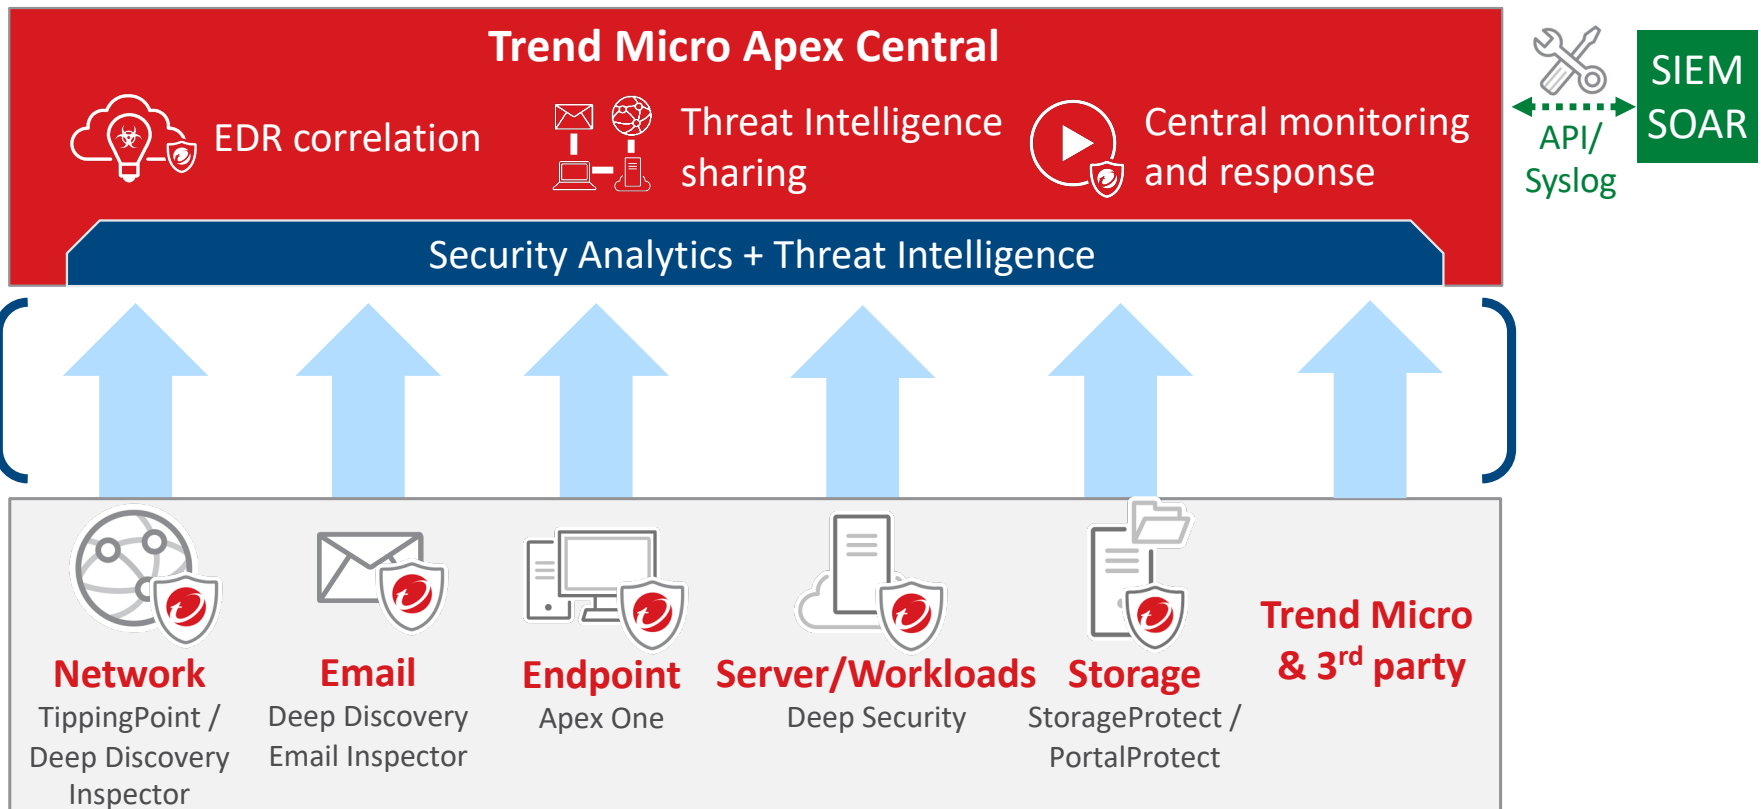 Trend Micro Apex Central
EDR correlation
Threat Intelligence
sharing
Central monitoring
and response
Security Analytics + Threat Intelligence
API/
Syslog
SIEM
SOAR
Network
TippingPoint /
Deep Discovery
Inspector
Email
Deep Discovery
Email Inspector
Endpoint
Apex One
Server/Workloads
Deep Security
Storage
StorageProtect /
PortalProtect
Trend Micro
& 3rd party